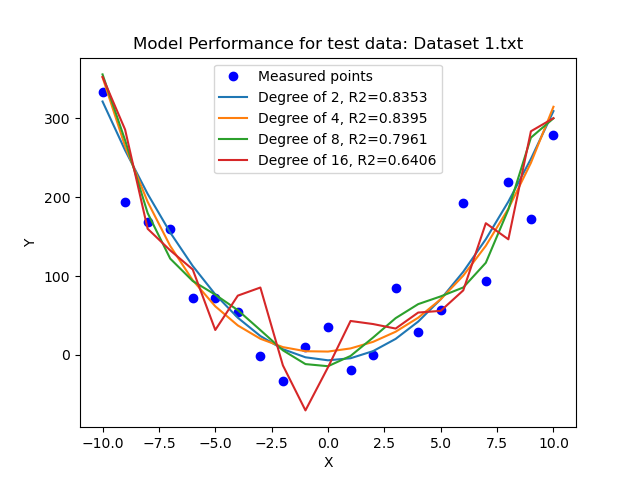 Model Performance for test data: Dataset 1.txt
Measured points
Degree of 2, R2=0.8353
Degree of 4, R2=0.8395
Degree of 8, R2=0.7961
Degree of 16, R2=0.6406
300
200
100
0
Y
−10.0 −7.5 −5.0 −2.5 0.0 2.5 5.0 7.5 10.0
X